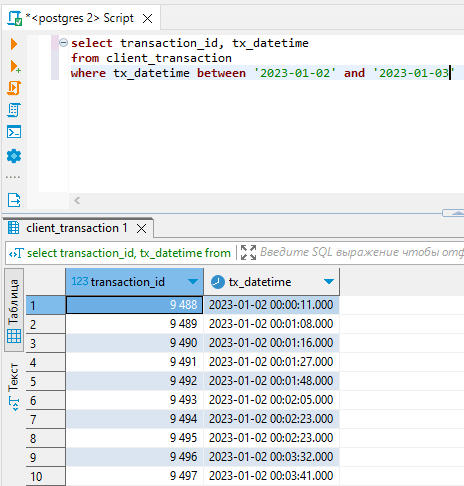 *<postgres 2> Script
select transaction_id, tx_datetime
from client_transaction
where tx_datetime between '2023-01-02' and '2023-01-03'
client_transaction 1
select transaction_id, tx_datetime from
Введите SQL выражение чтобы отф
Таблица
Текст
123 transaction_id tx_datetime
1 9 488 2023-01-02 00:00:11.000
2 9 489 2023-01-02 00:01:08.000
3 9 490 2023-01-02 00:01:16.000
4 9 491 2023-01-02 00:01:27.000
5 9 492 2023-01-02 00:01:48.000
6 9 493 2023-01-02 00:02:05.000
7 9 494 2023-01-02 00:02:23.000
8 9 495 2023-01-02 00:02:23.000
9 9 496 2023-01-02 00:03:32.000
10 9 497 2023-01-02 00:03:41.000